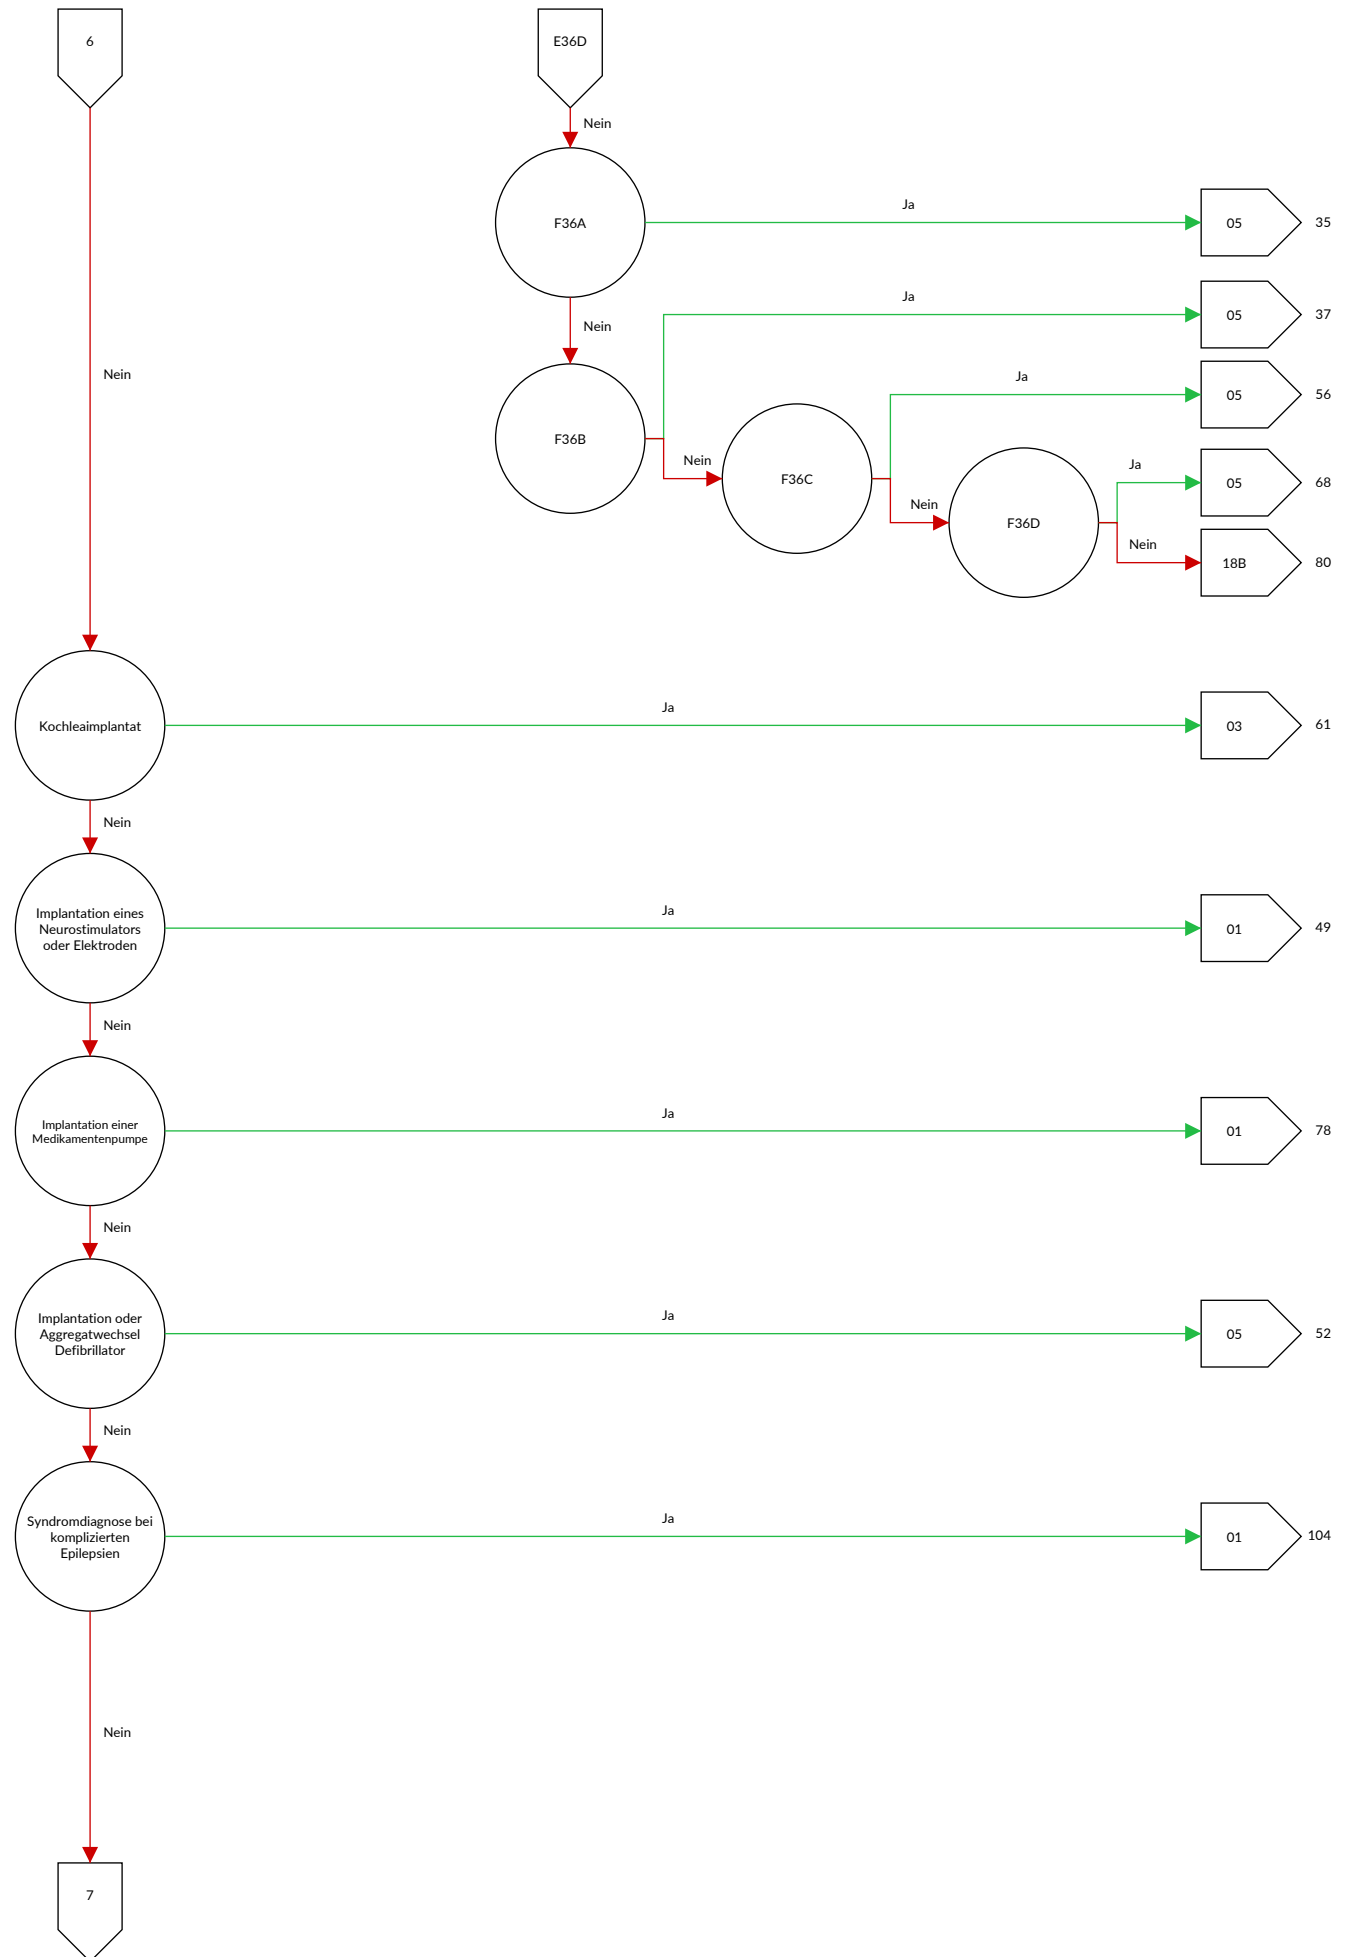 6
E36D
Nein
F36A
Ja
05
35
Nein
Ja
05
37
Nein
F36B
Ja
05
56
Nein
F36C
Ja
05
68
Nein
F36D
Nein
18B
80
Kochleaimplantat
Ja
03
61
Nein
Implantation eines
Neurostimulators
oder Elektroden
Ja
01
49
Nein
Implantation einer
Medikamentenpumpe
Ja
01
78
Nein
Implantation oder
Aggregatwechsel
Defibrillator
Ja
05
52
Nein
Syndromdiagnose bei
komplizierten
Epilepsien
Ja
01
104
Nein
7